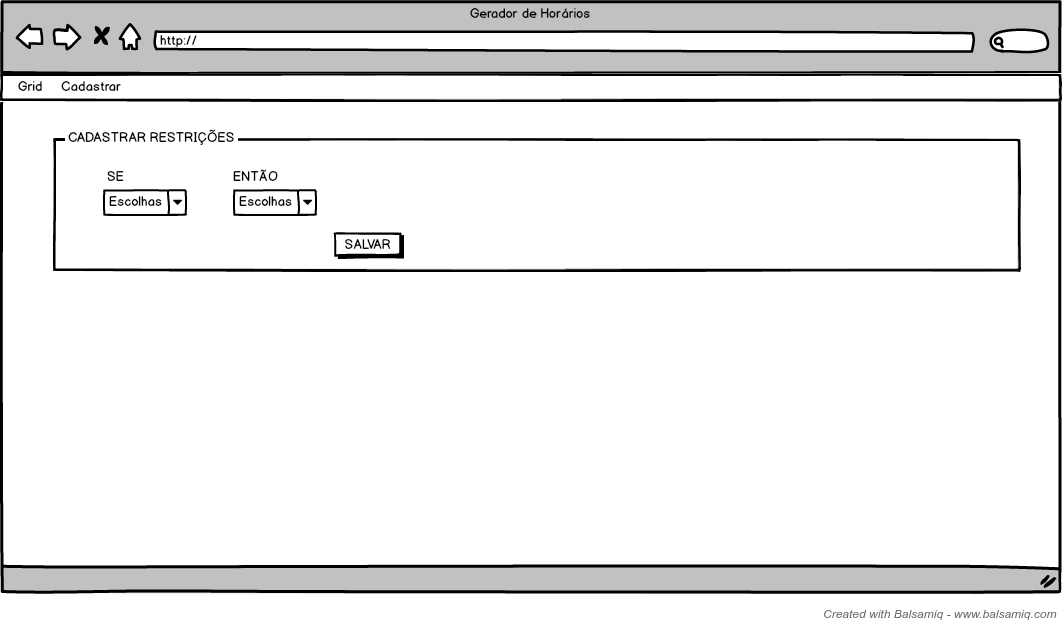 Gerador de Horários
http://
Grid Cadastrar
CADASTRAR RESTRIÇÕES
SE ENTÃO
Escolhas Escolhas
SALVAR
Created with Balsamiq - www.balsamiq.com